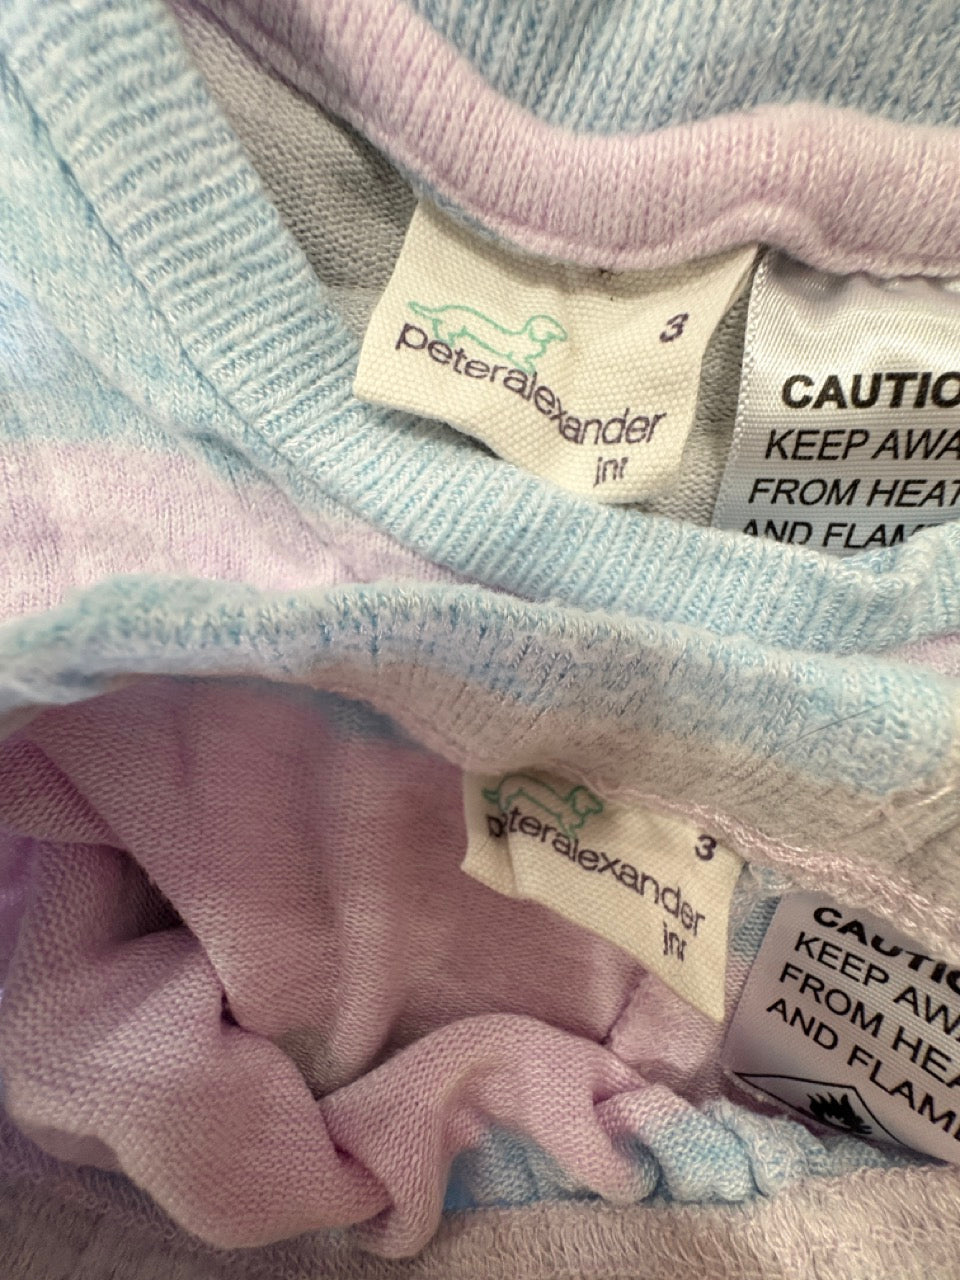 3
peteralexander
jnr
CAUTIO
KEEP AWA
FROM HEAT
AND FLAM
3
peteralexander
jnr
CAUTIO
KEEP AW
FROM HEA
AND FLAM